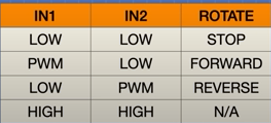 IN1 IN2 ROTATE
LOW LOW STOP
PWM LOW FORWARD
LOW PWM REVERSE
HIGH HIGH N/A